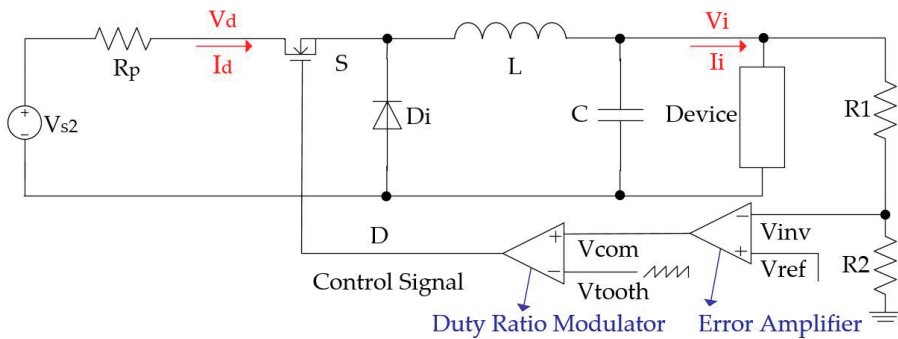 Vd
Vi
Rp
Id
S
L
Ii
Vs2
Di
C
Device
R1
+
−
D
+
Vcom
−
Vinv
+
Vref
R2
Control Signal
−
Vtooth
Duty Ratio Modulator
Error Amplifier